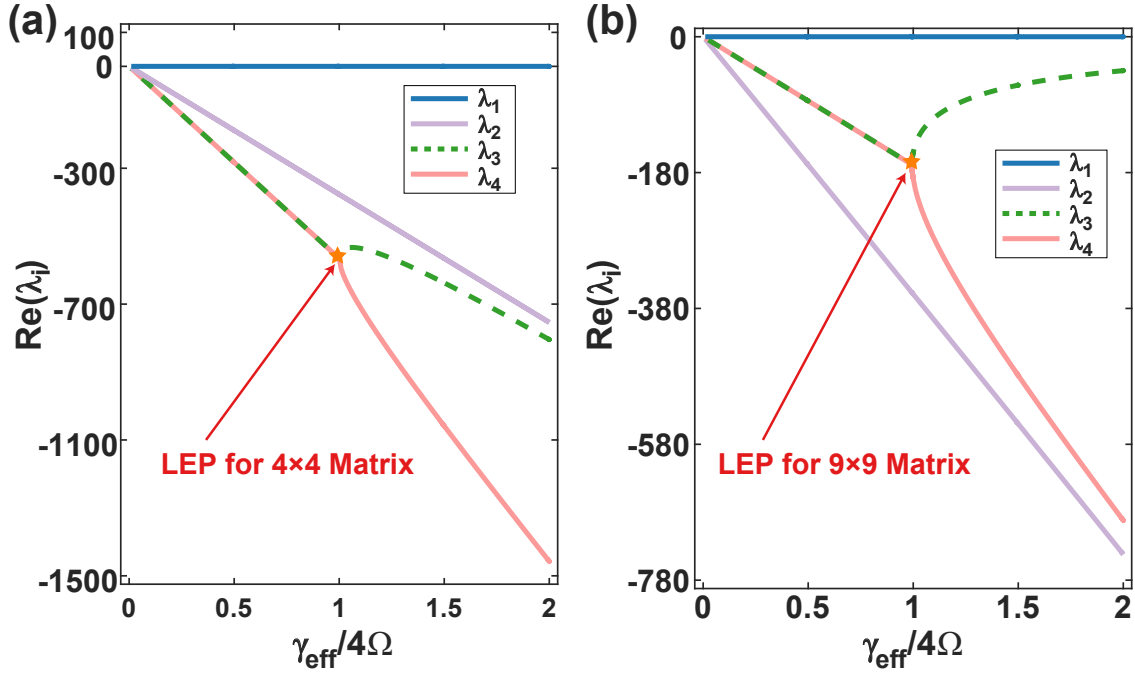 (a)
100
0
-300
-700
-1100
-1500
Re(λi)
λ1
λ2
λ3
λ4
LEP for 4×4 Matrix
0 0.5 1 1.5 2
γeff/4Ω
(b)
0
-180
-380
-580
-780
Re(λi)
λ1
λ2
λ3
λ4
LEP for 9×9 Matrix
0 0.5 1 1.5 2
γeff/4Ω